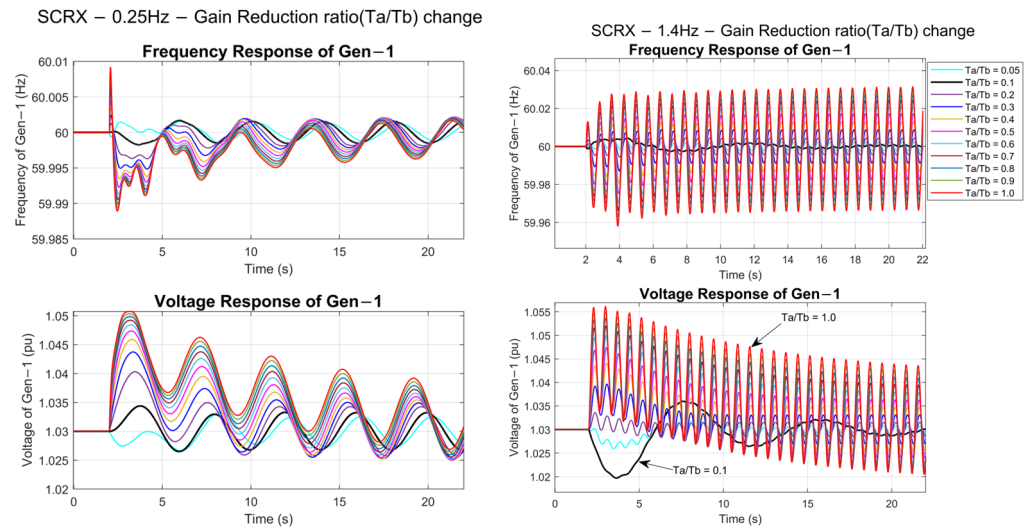 SCRX − 0.25Hz − Gain Reduction ratio(Ta/Tb) change
Frequency Response of Gen−1
Frequency of Gen−1 (Hz)
60.01
60.005
60
59.995
59.99
59.985
0 5 10 15 20
Time (s)
Voltage Response of Gen−1
Voltage of Gen−1 (pu)
1.05
1.04
1.035
1.03
1.025
1.02
0 5 10 15 20
Time (s)
SCRX − 1.4Hz − Gain Reduction ratio(Ta/Tb) change
Frequency Response of Gen−1
Frequency of Gen−1 (Hz)
60.04
60.02
60
59.98
59.96
2 4 6 8 10 12 14 16 18 20 22
Time (s)
Ta/Tb = 0.05
Ta/Tb = 0.1
Ta/Tb = 0.2
Ta/Tb = 0.3
Ta/Tb = 0.4
Ta/Tb = 0.5
Ta/Tb = 0.6
Ta/Tb = 0.7
Ta/Tb = 0.8
Ta/Tb = 0.9
Ta/Tb = 1.0
Voltage Response of Gen−1
Voltage of Gen−1 (pu)
1.055
1.045
1.04
1.035
1.03
1.02
0 5 10 15 20
Time (s)
Ta/Tb = 1.0
Ta/Tb = 0.1